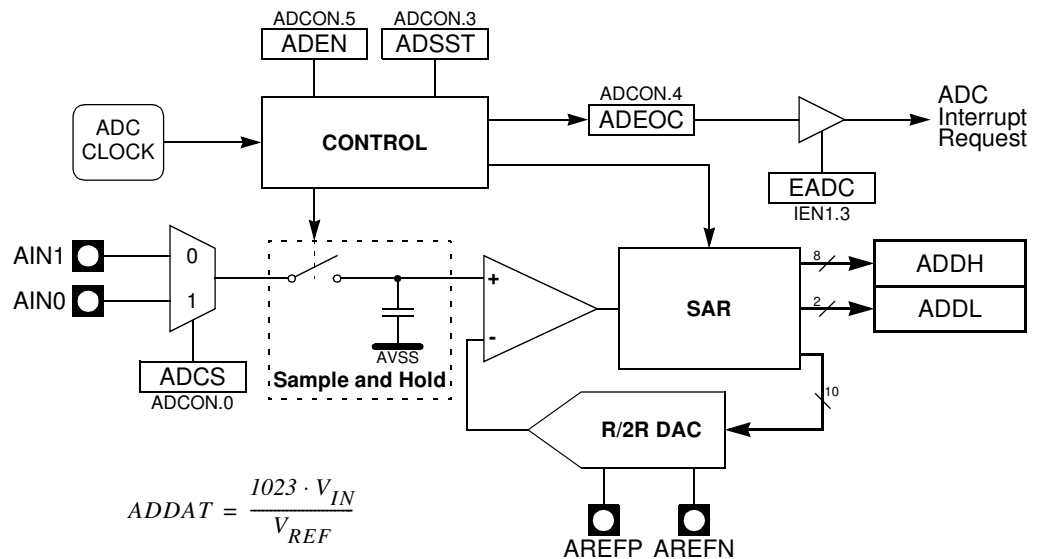 ADCON.5
ADEN
ADCON.3
ADSST
ADC
CLOCK
CONTROL
ADCON.4
ADEOC
ADC
Interrupt
Request
EADC
IEN1.3
AIN1
AIN0
0
1
ADCS
ADCON.0
AVSS
Sample and Hold
+
-
SAR
8
2
10
ADDH
ADDL
R/2R DAC
AREFP
AREFN
ADDAT = 1023 · V_IN / V_REF